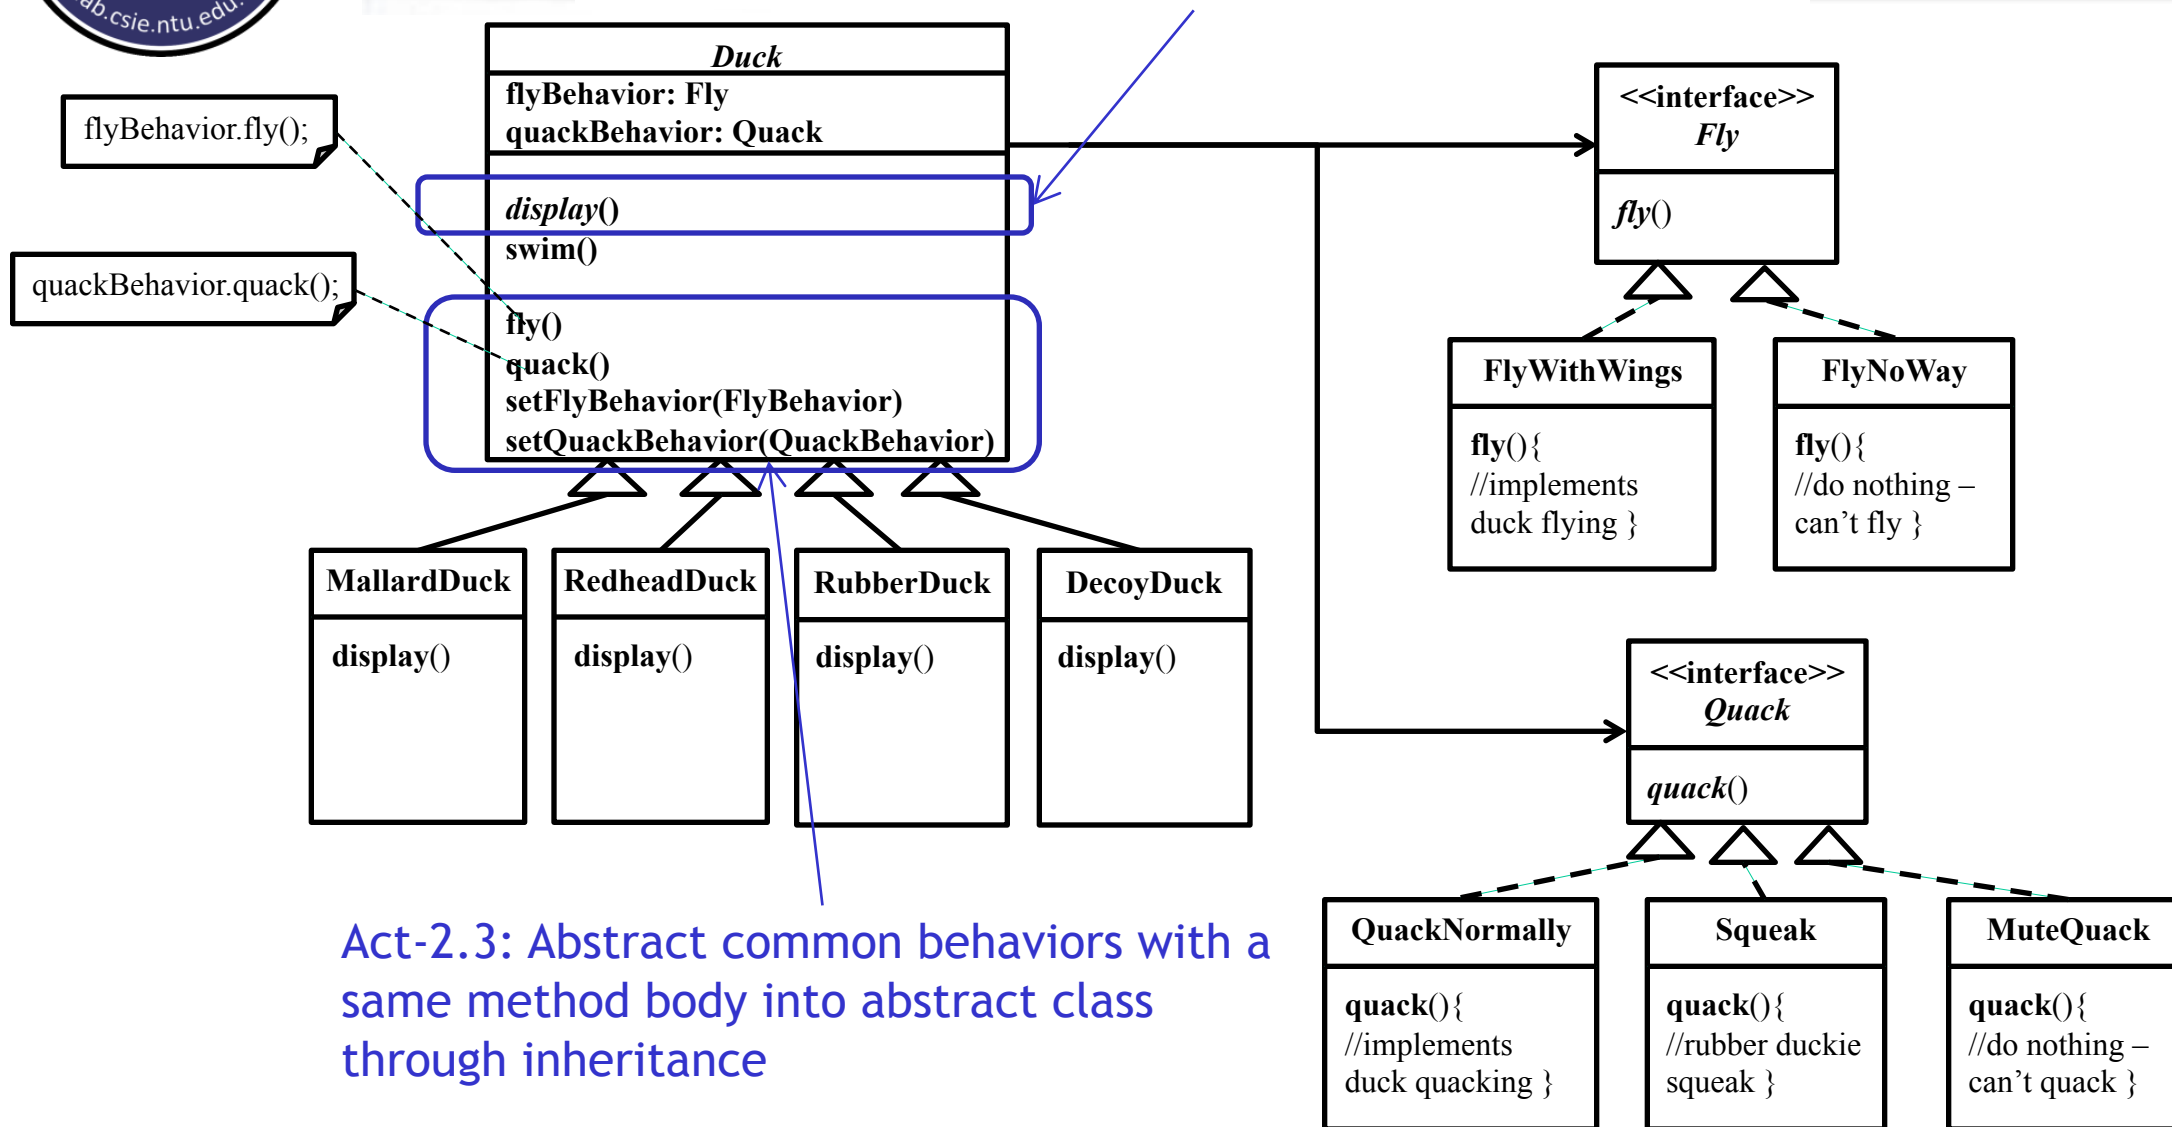 ab.csie.ntu.edu.
Duck
flyBehavior: Fly
quackBehavior: Quack
display()
swim()
fly()
quack()
setFlyBehavior(FlyBehavior)
setQuackBehavior(QuackBehavior)
flyBehavior.fly();
quackBehavior.quack();
<<interface>>
Fly
fly()
FlyWithWings
fly(){
//implements
duck flying }
FlyNoWay
fly(){
//do nothing –
can’t fly }
MallardDuck
display()
RedheadDuck
display()
RubberDuck
display()
DecoyDuck
display()
<<interface>>
Quack
quack()
QuackNormally
quack(){
//implements
duck quacking }
Squeak
quack(){
//rubber duckie
squeak }
MuteQuack
quack(){
//do nothing –
can’t quack }
Act-2.3: Abstract common behaviors with a
same method body into abstract class
through inheritance